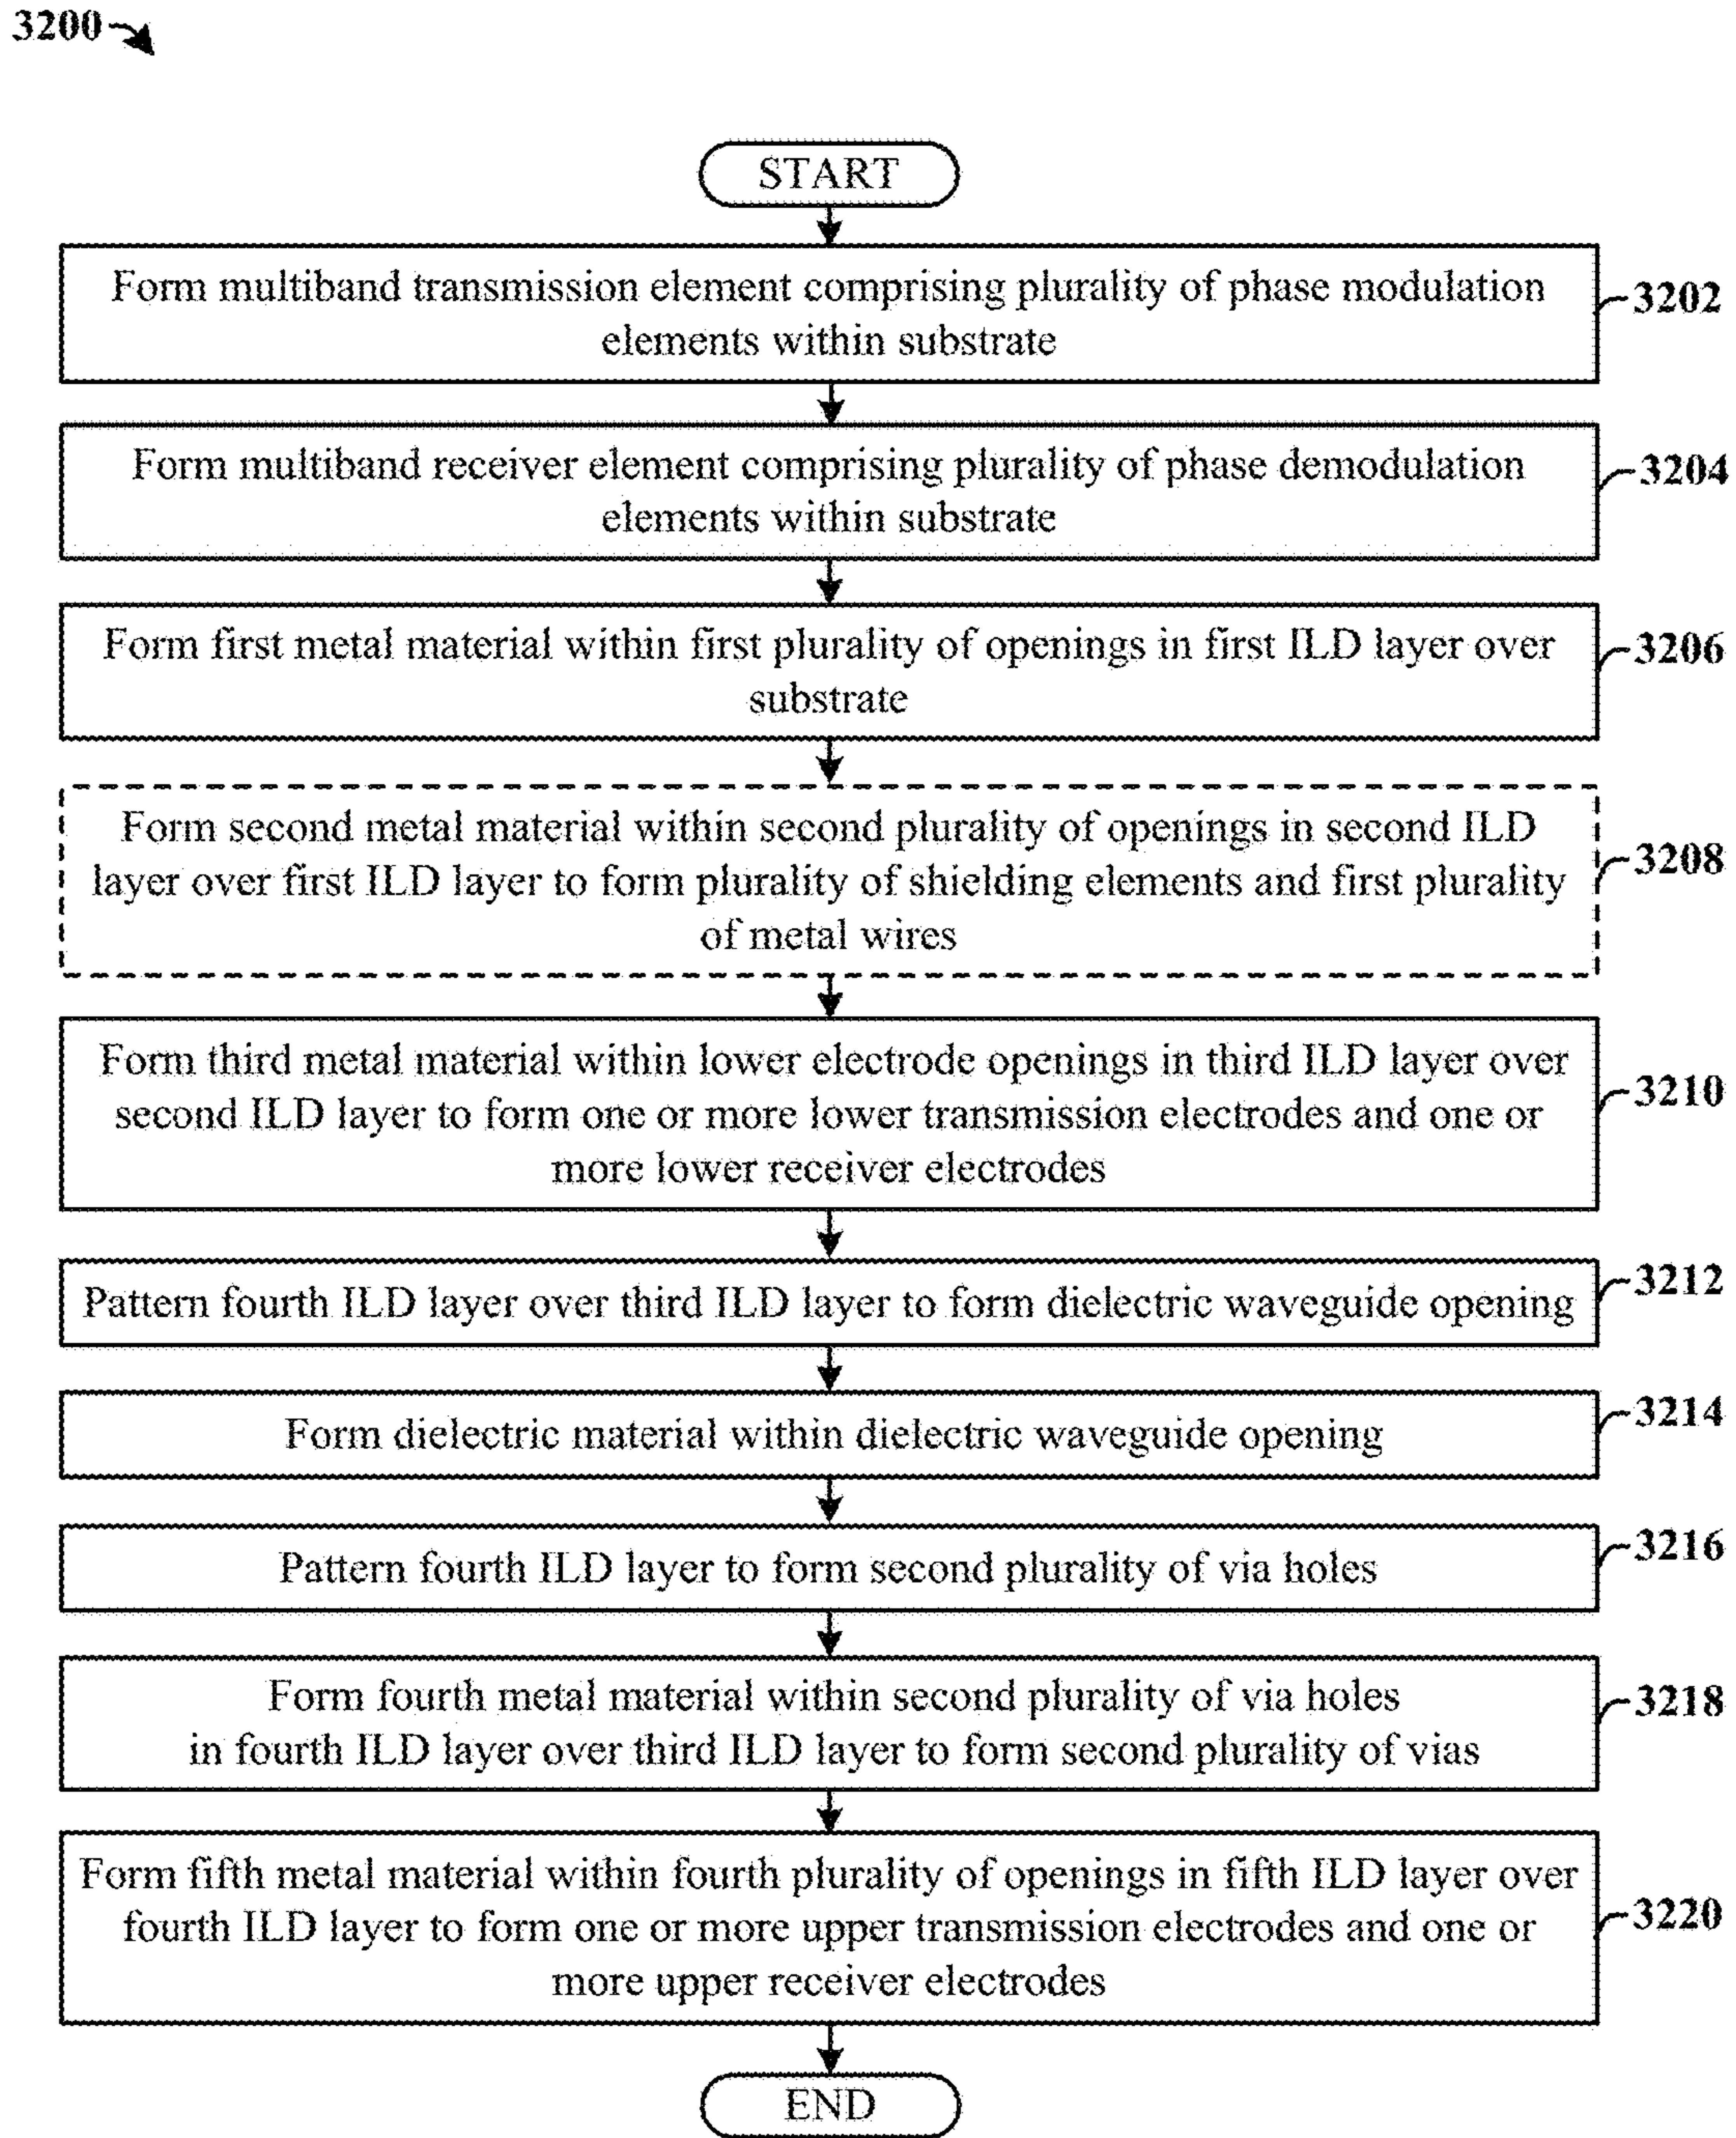 3200
START
Form multiband transmission element comprising plurality of phase modulation
elements within substrate
3202
Form multiband receiver element comprising plurality of phase demodulation
elements within substrate
3204
Form first metal material within first plurality of openings in first ILD layer over
substrate
3206
Form second metal material within second plurality of openings in second ILD
layer over first ILD layer to form plurality of shielding elements and first plurality
of metal wires
3208
Form third metal material within lower electrode openings in third ILD layer over
second ILD layer to form one or more lower transmission electrodes and one or
more lower receiver electrodes
3210
Pattern fourth ILD layer over third ILD layer to form dielectric waveguide opening
3212
Form dielectric material within dielectric waveguide opening
3214
Pattern fourth ILD layer to form second plurality of via holes
3216
Form fourth metal material within second plurality of via holes
in fourth ILD layer over third ILD layer to form second plurality of vias
3218
Form fifth metal material within fourth plurality of openings in fifth ILD layer over
fourth ILD layer to form one or more upper transmission electrodes and one or
more upper receiver electrodes
3220
END